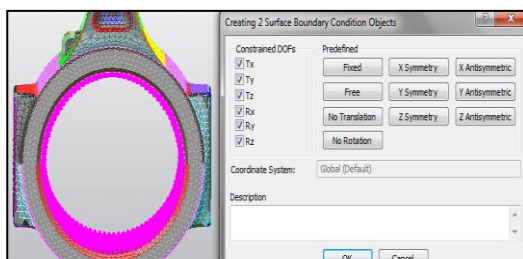 Creating 2 Surface Boundary Condition Objects
Constrained DOFs
Tx
Ty
Tz
Rx
Ry
Rz
Predefined
Fixed X Symmetry X Antisymmetric
Free Y Symmetry Y Antisymmetric
No Translation Z Symmetry Z Antisymmetric
No Rotation
Coordinate System: Global (Default)
Description
OK Cancel